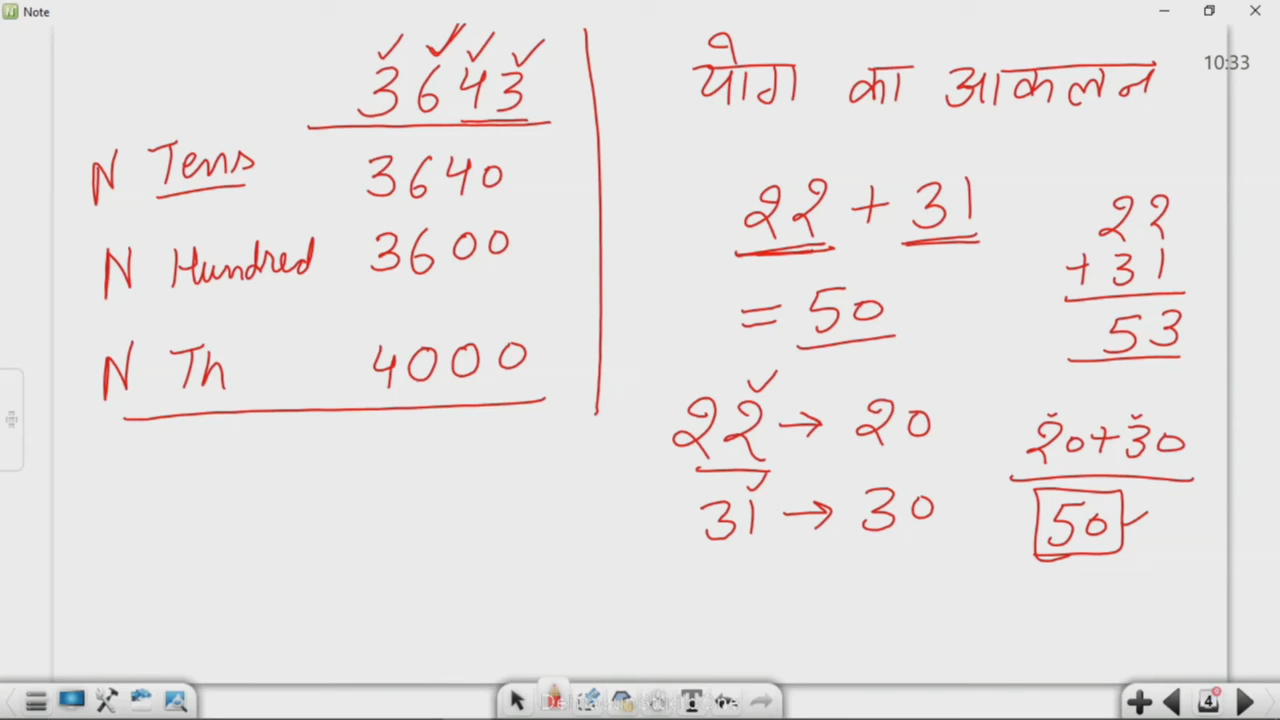 Note
10:33
3643
N Tens 3640
N Hundred 3600
N Th 4000
योग का आकलन
22 + 31
= 50
22 → 20
31 → 30
22
+ 31
53
20+30
50
4